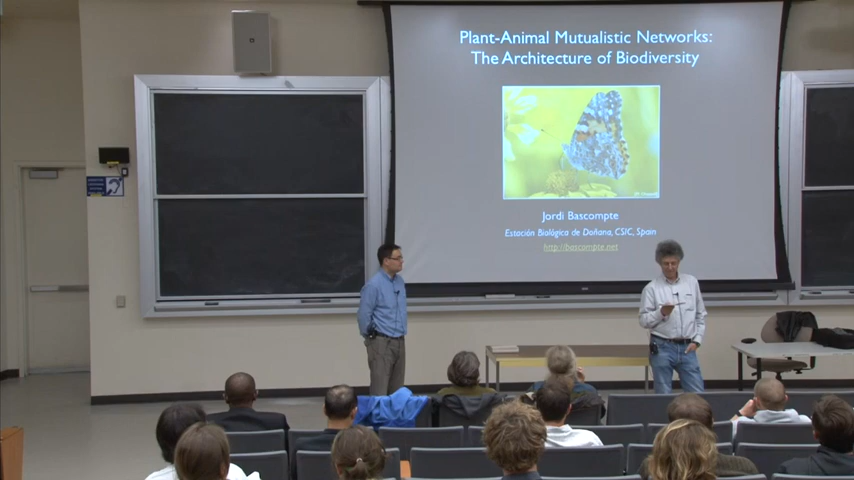 Plant-Animal Mutualistic Networks:
The Architecture of Biodiversity
Jordi Bascompte
Estación Biológica de Doñana, CSIC, Spain
http://bascompte.net